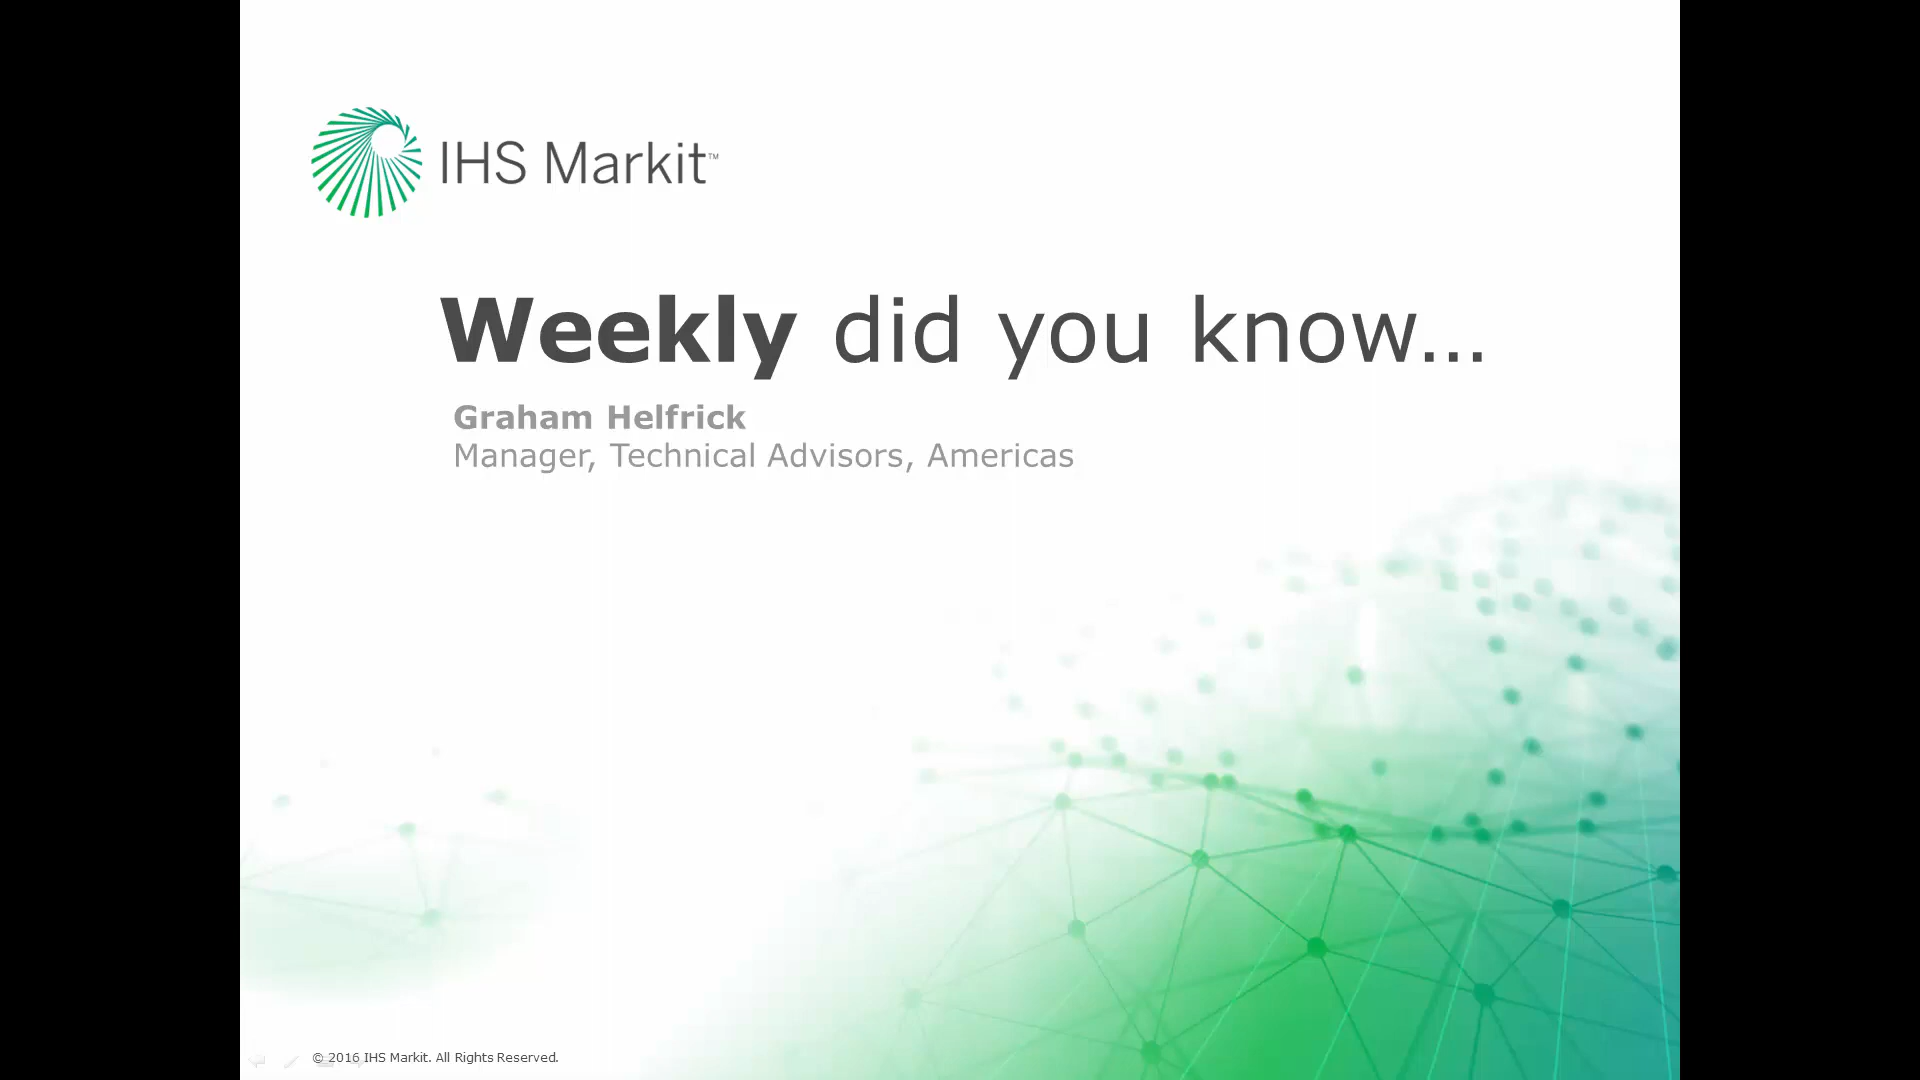 IHS Markit™
Weekly did you know...
Graham Helfrick
Manager, Technical Advisors, Americas
© 2016 IHS Markit. All Rights Reserved.